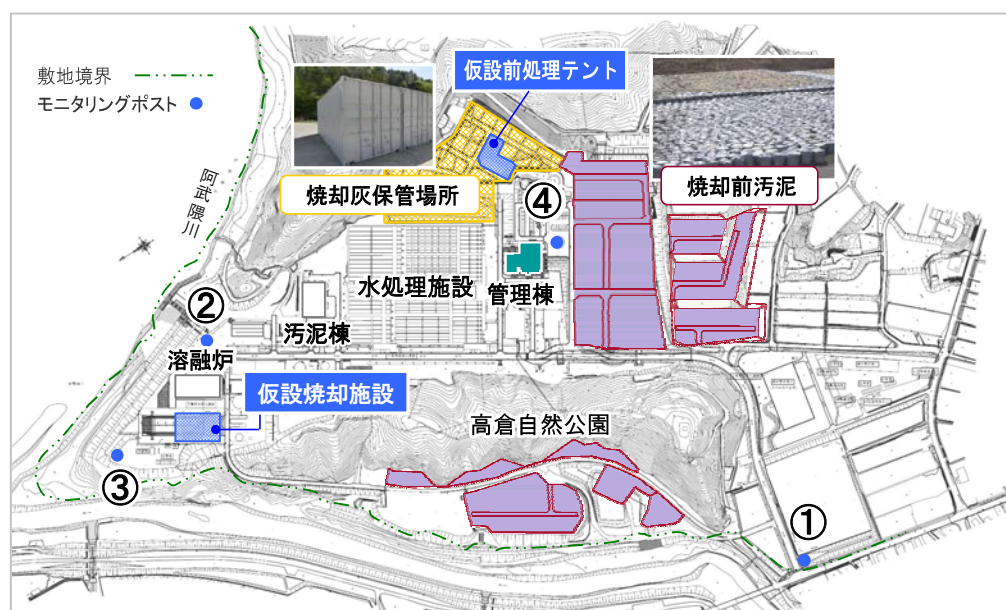 敷地境界
モニタリングポスト
仮設前処理テント
阿武隈川
焼却灰保管場所
焼却前汚泥
④
水処理施設
管理棟
②
汚泥棟
溶融炉
仮設焼却施設
高倉自然公園
③
①